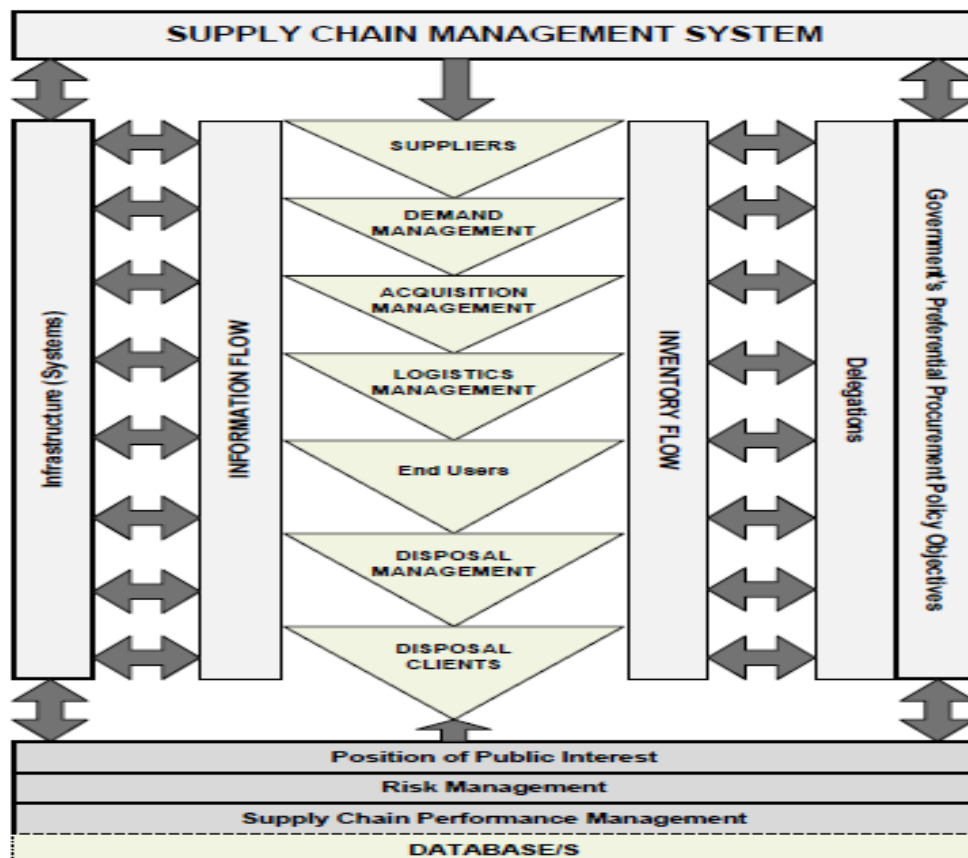 SUPPLY CHAIN MANAGEMENT SYSTEM
Infrastructure (Systems)
INFORMATION FLOW
SUPPLIERS
DEMAND
MANAGEMENT
ACQUISITION
MANAGEMENT
LOGISTICS
MANAGEMENT
End Users
DISPOSAL
MANAGEMENT
DISPOSAL
CLIENTS
INVENTORY FLOW
Delegations
Government's Preferential Procurement Policy Objectives
Position of Public Interest
Risk Management
Supply Chain Performance Management
DATABASE/S